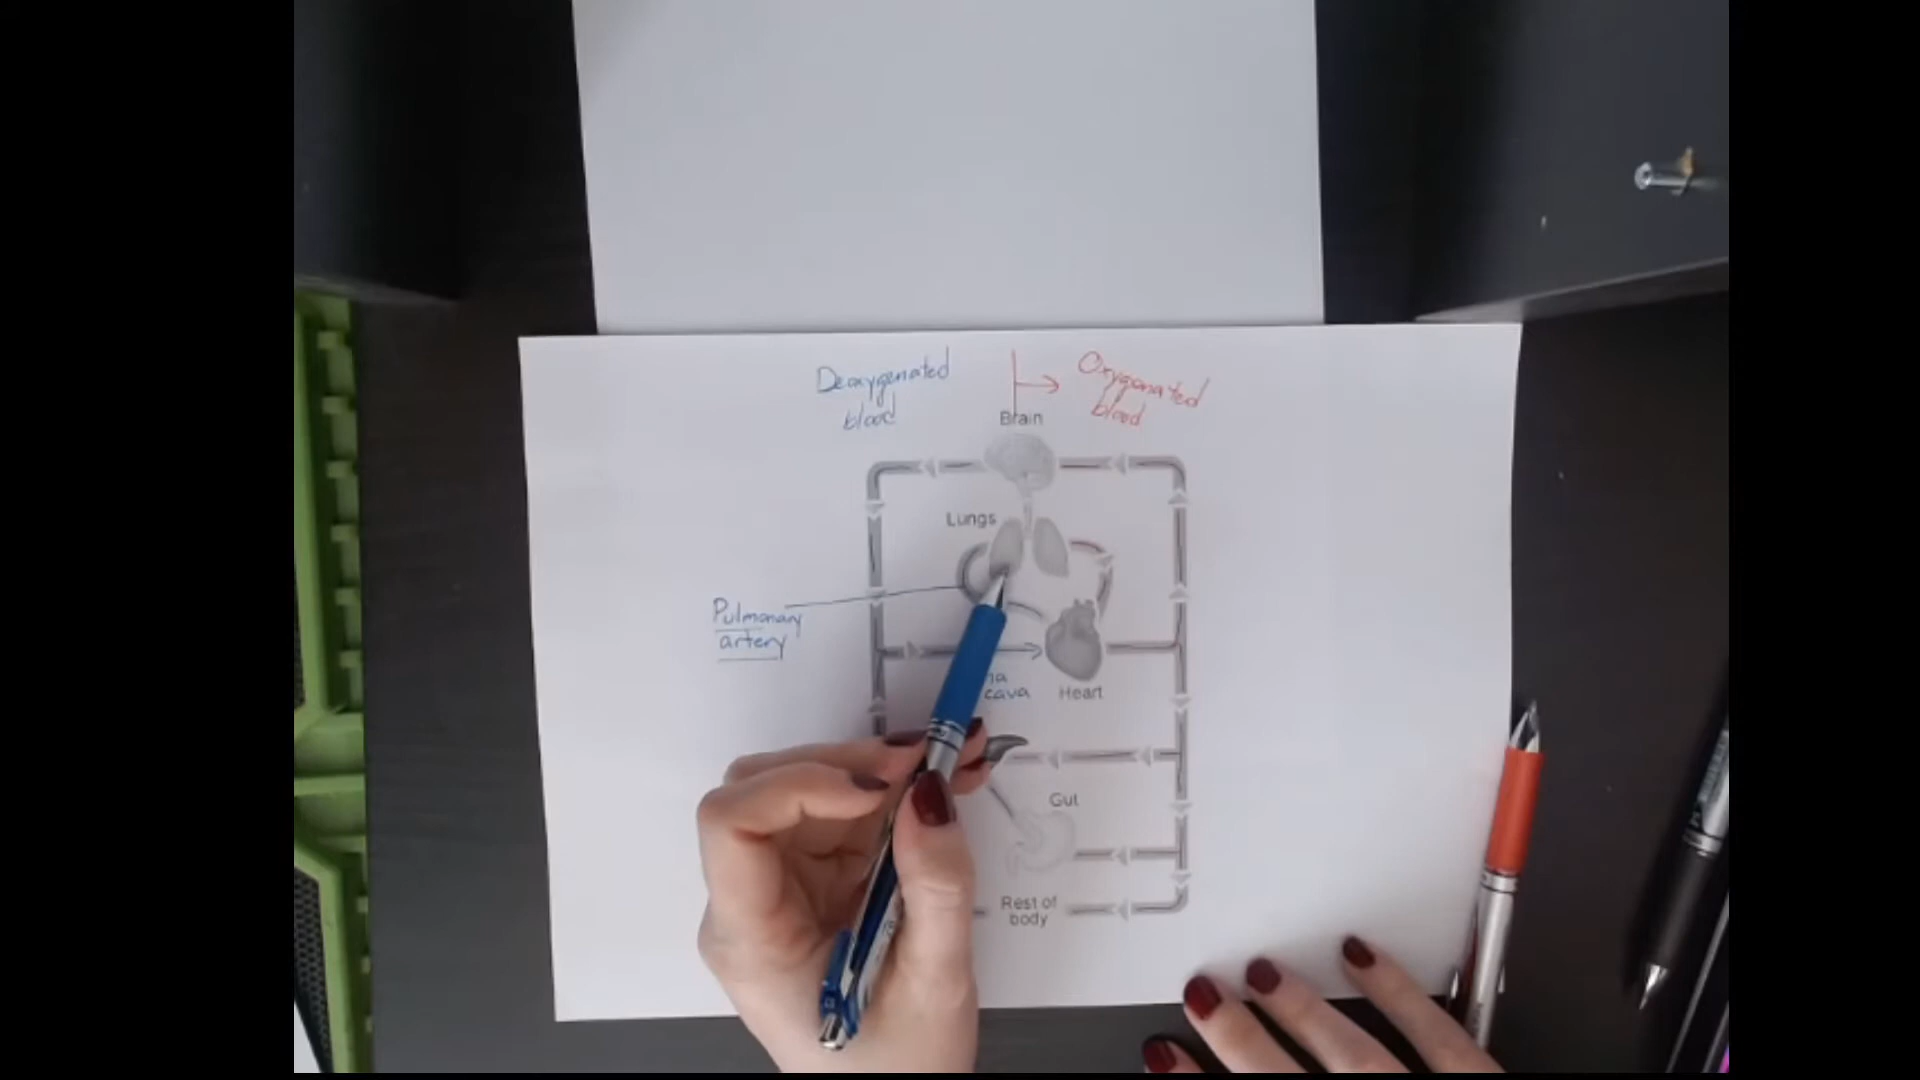 Deoxygenated
blood
Oxygenated
blood
Brain
Lungs
Pulmonary
artery
cava
Heart
Gut
Rest of
body